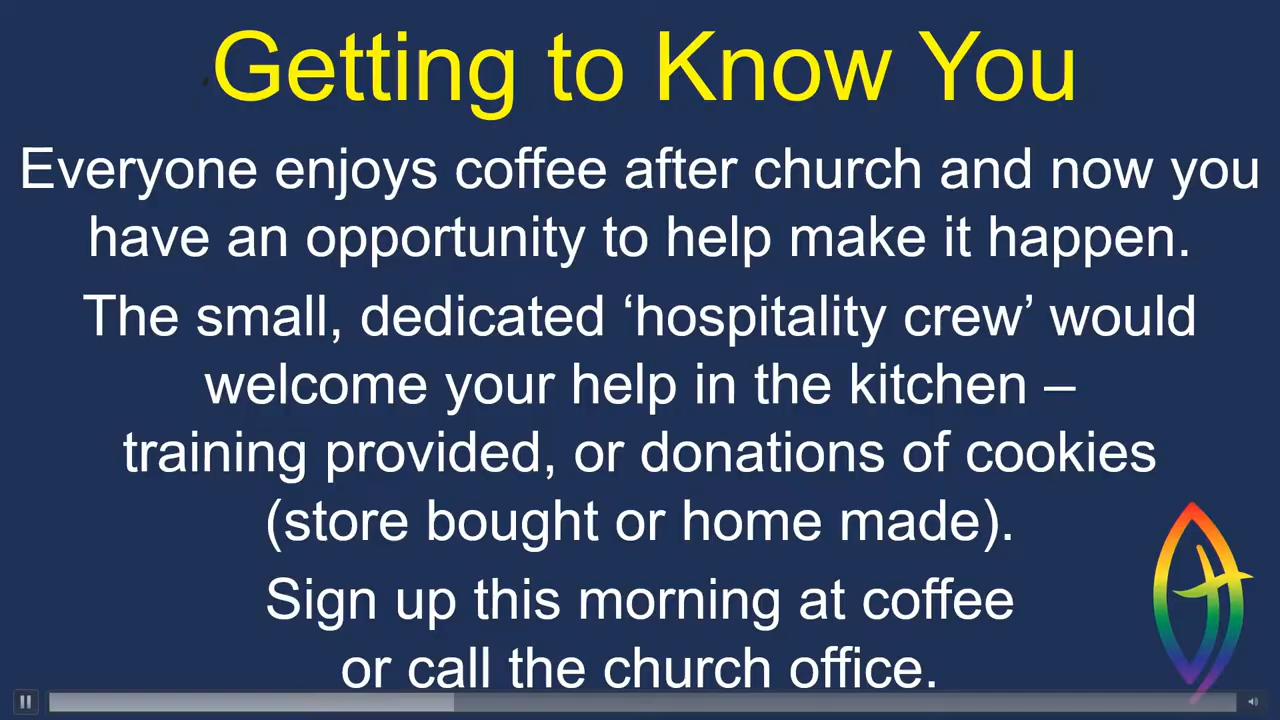 Getting to Know You
Everyone enjoys coffee after church and now you
have an opportunity to help make it happen.
The small, dedicated ‘hospitality crew’ would
welcome your help in the kitchen –
training provided, or donations of cookies
(store bought or home made).
Sign up this morning at coffee
or call the church office.